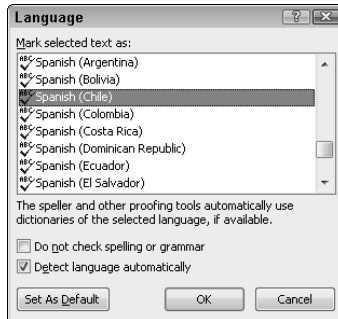 Language
Mark selected text as:
Spanish (Argentina)
Spanish (Bolivia)
Spanish (Chile)
Spanish (Colombia)
Spanish (Costa Rica)
Spanish (Dominican Republic)
Spanish (Ecuador)
Spanish (El Salvador)
The speller and other proofing tools automatically use
dictionaries of the selected language, if available.
Do not check spelling or grammar
Detect language automatically
Set As Default OK Cancel